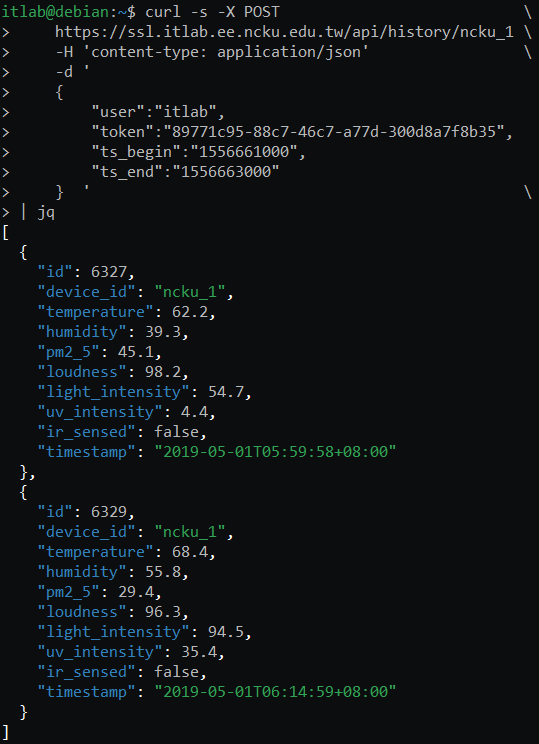 itlab@debian:~$ curl -s -X POST \
> https://ssl.itlab.ee.ncku.edu.tw/api/history/ncku_1 \
> -H 'content-type: application/json' \
> -d '
> {
> "user":"itlab",
> "token":"89771c95-88c7-46c7-a77d-300d8a7f8b35",
> "ts_begin":"1556661000",
> "ts_end":"1556663000"
> } ' \
> | jq
[
  {
    "id": 6327,
    "device_id": "ncku_1",
    "temperature": 62.2,
    "humidity": 39.3,
    "pm2_5": 45.1,
    "loudness": 98.2,
    "light_intensity": 54.7,
    "uv_intensity": 4.4,
    "ir_sensed": false,
    "timestamp": "2019-05-01T05:59:58+08:00"
  },
  {
    "id": 6329,
    "device_id": "ncku_1",
    "temperature": 68.4,
    "humidity": 55.8,
    "pm2_5": 29.4,
    "loudness": 96.3,
    "light_intensity": 94.5,
    "uv_intensity": 35.4,
    "ir_sensed": false,
    "timestamp": "2019-05-01T06:14:59+08:00"
  }
]